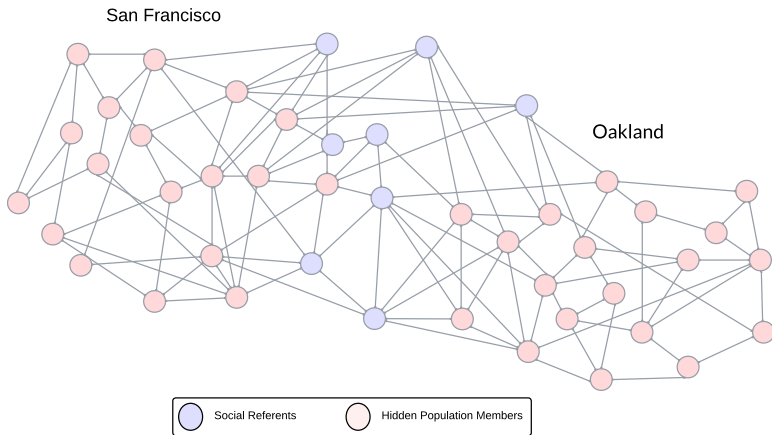 San Francisco
Oakland
Social Referents
Hidden Population Members